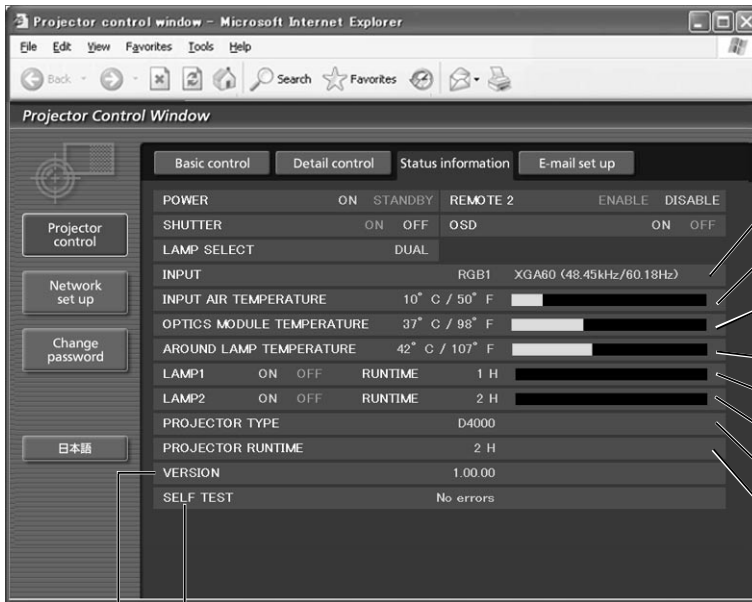 Projector control window - Microsoft Internet Explorer
File Edit View Favorites Tools Help
Back Search Favorites
Projector Control Window
Basic control Detail control Status information E-mail set up
Projector control
Network set up
Change password
日本語
POWER ON STANDBY REMOTE 2 ENABLE DISABLE
SHUTTER ON OFF OSD ON OFF
LAMP SELECT DUAL
INPUT RGB1 XGA60 (48.45kHz/60.18Hz)
INPUT AIR TEMPERATURE 10° C / 50° F
OPTICS MODULE TEMPERATURE 37° C / 98° F
AROUND LAMP TEMPERATURE 42° C / 107° F
LAMP1 ON OFF RUNTIME 1 H
LAMP2 ON OFF RUNTIME 2 H
PROJECTOR TYPE D4000
PROJECTOR RUNTIME 2 H
VERSION 1.00.00
SELF TEST No errors